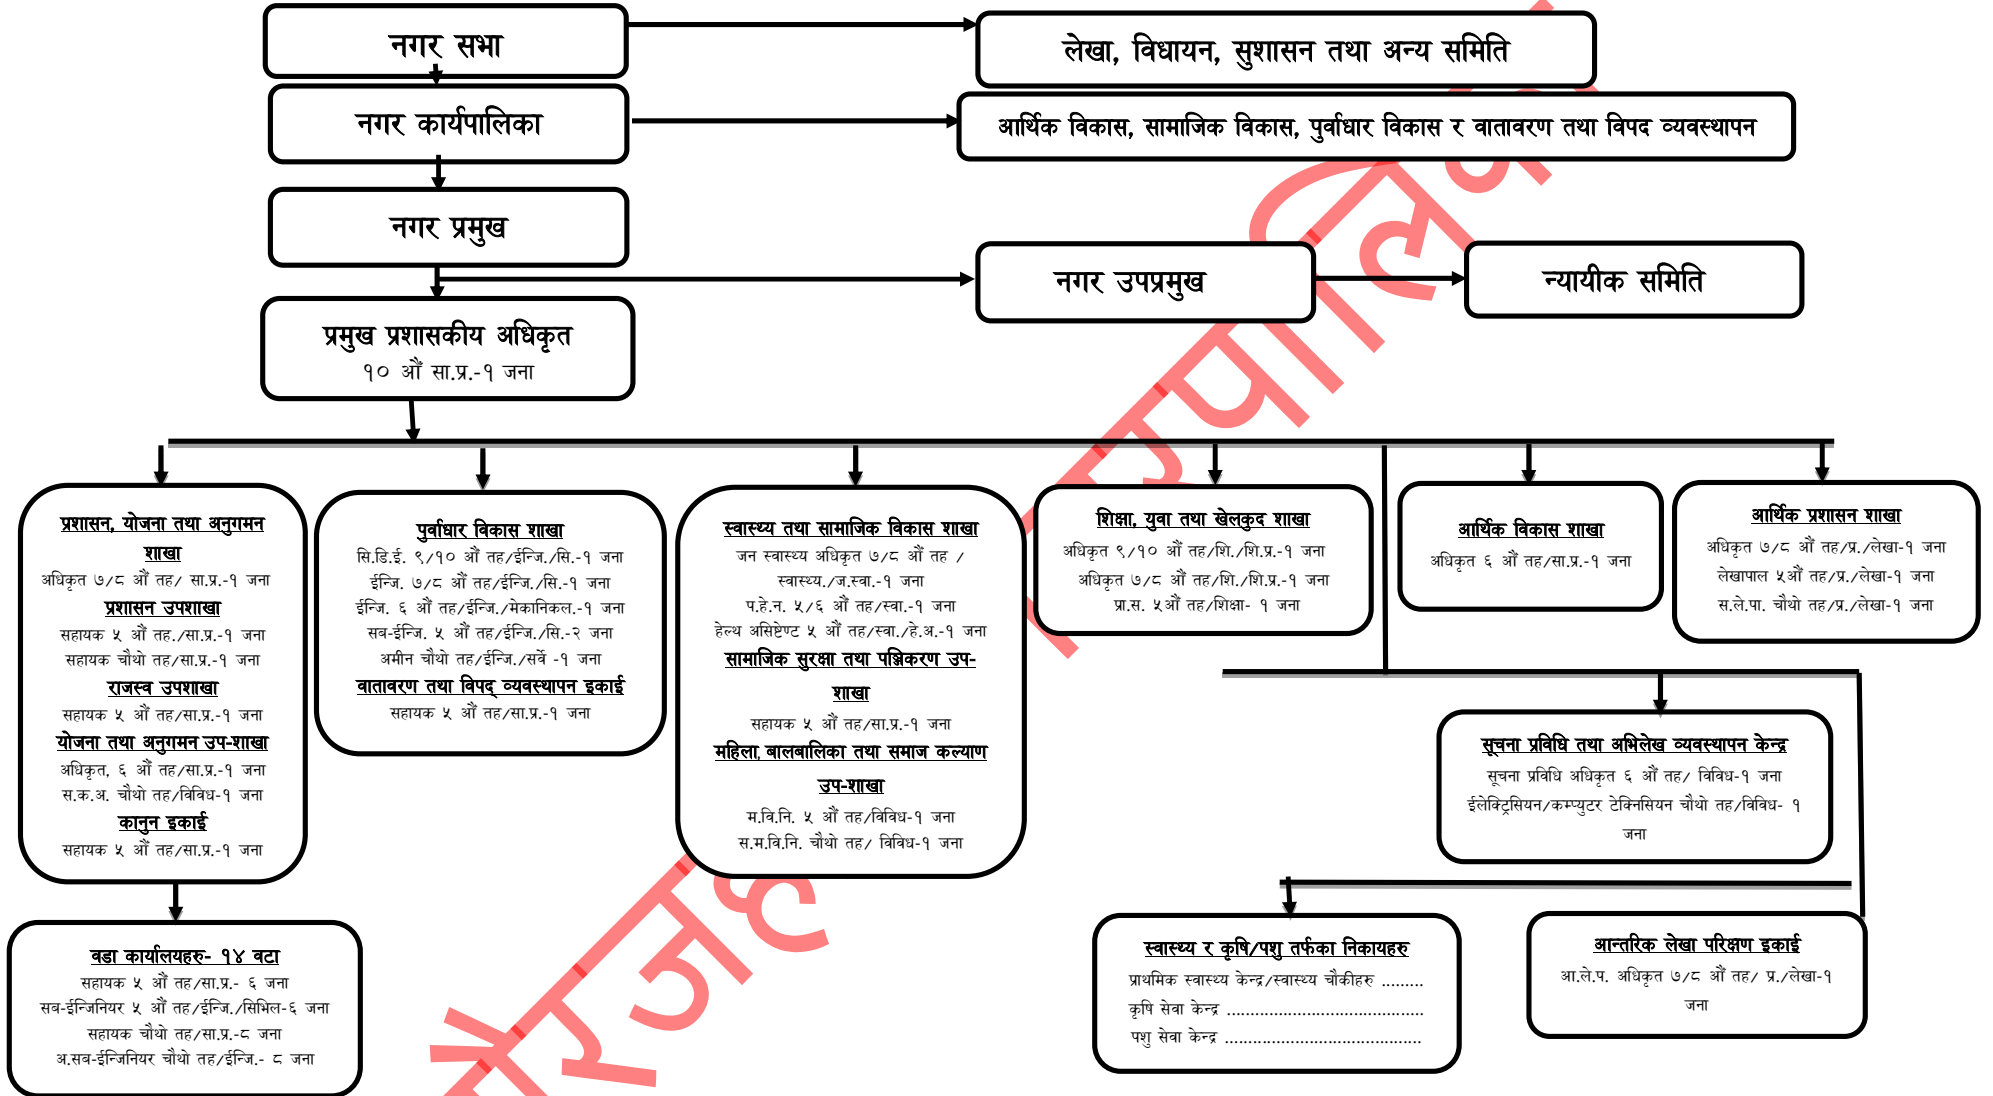 नगर सभा
लेखा, विधायन, सुशासन तथा अन्य समिति
नगर कार्यपालिका
आर्थिक विकास, सामाजिक विकास, पुर्वाधार विकास र वातावरण तथा विपद व्यवस्थापन
नगर प्रमुख
नगर उपप्रमुख
न्यायीक समिति
प्रमुख प्रशासकीय अधिकृत
१० औं सा.प्र.-१ जना
प्रशासन, योजना तथा अनुगमन
शाखा
अधिकृत ७/८ औं तह/ सा.प्र.-१ जना
प्रशासन उपशाखा
सहायक ५ औं तह./सा.प्र.-१ जना
सहायक चौथो तह/सा.प्र.-१ जना
राजस्व उपशाखा
सहायक ५ औं तह/सा.प्र.-१ जना
योजना तथा अनुगमन उप-शाखा
अधिकृत, ६ औं तह/सा.प्र.-१ जना
स.क.अ. चौथो तह/विविध-१ जना
कानुन इकाई
सहायक ५ औं तह/सा.प्र.-१ जना
पुर्वाधार विकास शाखा
सि.डि.ई. ९/१० औं तह/ईन्जि./सि.-१ जना
ईन्जि. ७/८ औं तह/ईन्जि./सि.-१ जना
ईन्जि. ६ औं तह/ईन्जि./मेकानिकल.-१ जना
सब-ईन्जि. ५ औं तह/ईन्जि./सि.-२ जना
अमीन चौथो तह/ईन्जि./सर्वे -१ जना
वातावरण तथा विपद् व्यवस्थापन इकाई
सहायक ५ औं तह/सा.प्र.-१ जना
स्वास्थ्य तथा सामाजिक विकास शाखा
जन स्वास्थ्य अधिकृत ७/८ औं तह /
स्वास्थ्य./ज.स्वा.-१ जना
प.हे.न. ५/६ औं तह/स्वा.-१ जना
हेल्थ असिष्टेण्ट ५ औं तह/स्वा./हे.अ.-१ जना
सामाजिक सुरक्षा तथा पञ्जिकरण उप-
शाखा
सहायक ५ औं तह/सा.प्र.-१ जना
महिला, बालबालिका तथा समाज कल्याण
उप-शाखा
म.वि.नि. ५ औं तह/विविध-१ जना
स.म.वि.नि. चौथो तह/ विविध-१ जना
शिक्षा, युवा तथा खेलकुद शाखा
अधिकृत ९/१० औं तह/शि./शि.प्र.-१ जना
अधिकृत ७/८ औं तह/शि./शि.प्र.-१ जना
प्रा.स. ५औं तह/शिक्षा- १ जना
आर्थिक विकास शाखा
अधिकृत ६ औं तह/सा.प्र.-१ जना
आर्थिक प्रशासन शाखा
अधिकृत ७/८ औं तह/प्र./लेखा-१ जना
लेखापाल ५औं तह/प्र./लेखा-१ जना
स.ले.पा. चौथो तह/प्र./लेखा-१ जना
सूचना प्रविधि तथा अभिलेख व्यवस्थापन केन्द्र
सूचना प्रविधि अधिकृत ६ औं तह/ विविध-१ जना
ईलेक्ट्रिसियन/कम्प्युटर टेक्निसियन चौथो तह/विविध- १
जना
वडा कार्यालयहरु- १४ वटा
सहायक ५ औं तह/सा.प्र.- ६ जना
सब-ईन्जिनियर ५ औं तह/ईन्जि./सिभिल-६ जना
सहायक चौथो तह/सा.प्र.-८ जना
अ.सब-ईन्जिनियर चौथो तह/ईन्जि.- ८ जना
स्वास्थ्य र कृषि/पशु तर्फका निकायहरु
प्राथमिक स्वास्थ्य केन्द्र/स्वास्थ्य चौकीहरु .........
कृषि सेवा केन्द्र ..........................................
पशु सेवा केन्द्र ..........................................
आन्तरिक लेखा परिक्षण इकाई
आ.ले.प. अधिकृत ७/८ औं तह/ प्र./लेखा-१
जना